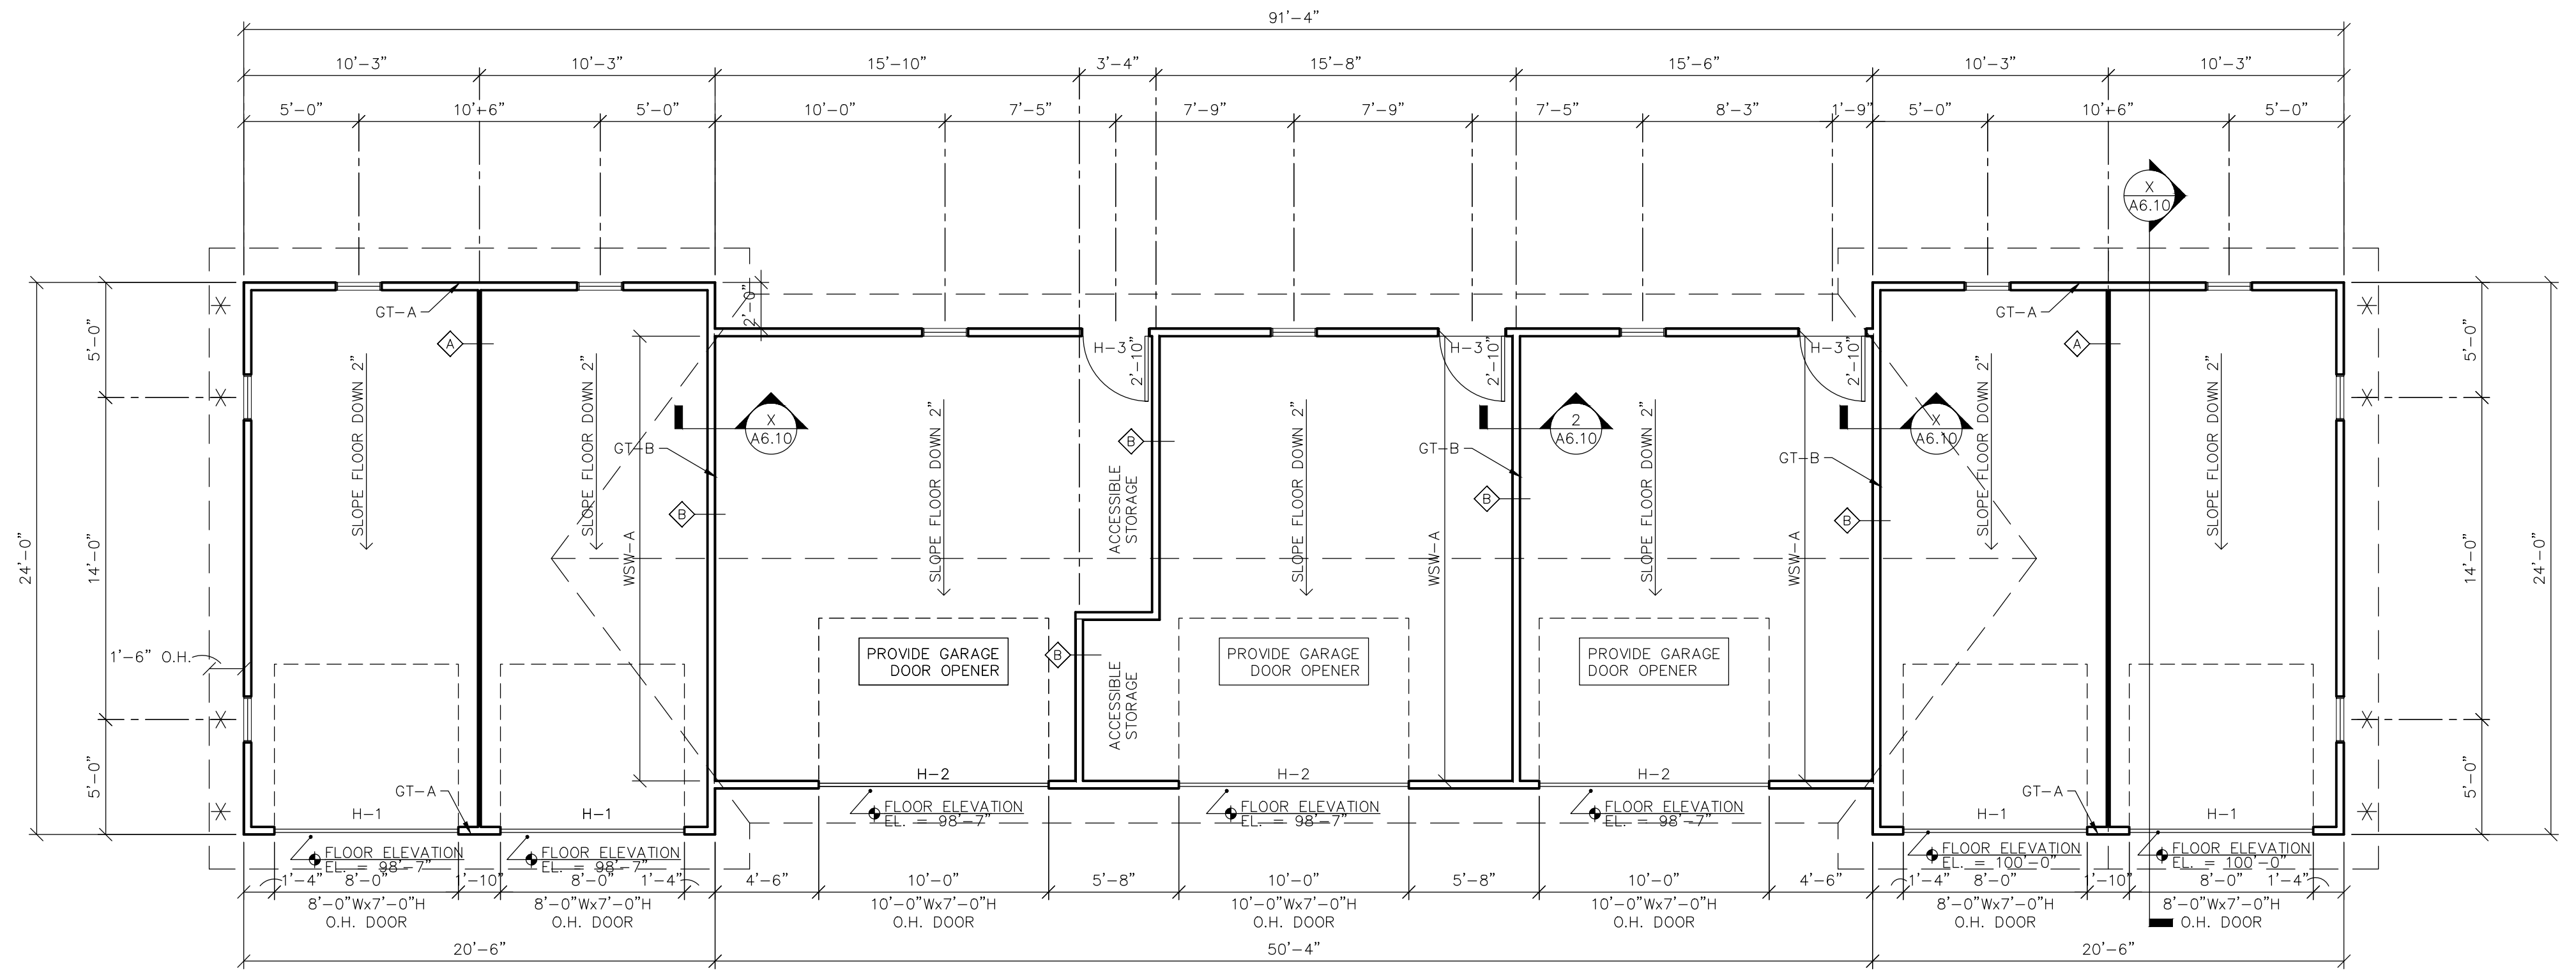 91'-4"
10'-3"
10'-3"
15'-10"
3'-4"
15'-8"
15'-6"
10'-3"
10'-3"
5'-0"
10'-6"
5'-0"
10'-0"
7'-5"
7'-9"
7'-9"
7'-5"
8'-3"
1'-9"
5'-0"
10'-6"
5'-0"
X
A6.10
2'-0"
GT-A
GT-A
A
A
H-3
2'-10"
H-3
2'-10"
H-3
2'-10"
5'-0"
5'-0"
SLOPE FLOOR DOWN 2"
SLOPE FLOOR DOWN 2"
SLOPE FLOOR DOWN 2"
SLOPE FLOOR DOWN 2"
SLOPE FLOOR DOWN 2"
SLOPE FLOOR DOWN 2"
SLOPE FLOOR DOWN 2"
X
A6.10
2
A6.10
X
A6.10
GT-B
GT-B
GT-B
B
B
B
B
ACCESSIBLE
STORAGE
24'-0"
14'-0"
WSW-A
WSW-A
WSW-A
14'-0"
24'-0"
1'-6" O.H.
B
PROVIDE GARAGE
DOOR OPENER
PROVIDE GARAGE
DOOR OPENER
PROVIDE GARAGE
DOOR OPENER
ACCESSIBLE
STORAGE
5'-0"
5'-0"
GT-A
GT-A
H-2
H-2
H-2
H-1
H-1
H-1
H-1
FLOOR ELEVATION
EL. = 98'-7"
FLOOR ELEVATION
EL. = 98'-7"
FLOOR ELEVATION
EL. = 98'-7"
FLOOR ELEVATION
EL. = 98'-7"
FLOOR ELEVATION
EL. = 98'-7"
FLOOR ELEVATION
EL. = 100'-0"
FLOOR ELEVATION
EL. = 100'-0"
1'-4"
8'-0"
1'-10"
8'-0"
1'-4"
4'-6"
10'-0"
5'-8"
10'-0"
5'-8"
10'-0"
4'-6"
1'-4"
8'-0"
1'-10"
8'-0"
1'-4"
8'-0"Wx7'-0"H
O.H. DOOR
8'-0"Wx7'-0"H
O.H. DOOR
10'-0"Wx7'-0"H
O.H. DOOR
10'-0"Wx7'-0"H
O.H. DOOR
10'-0"Wx7'-0"H
O.H. DOOR
8'-0"Wx7'-0"H
O.H. DOOR
8'-0"Wx7'-0"H
O.H. DOOR
20'-6"
50'-4"
20'-6"